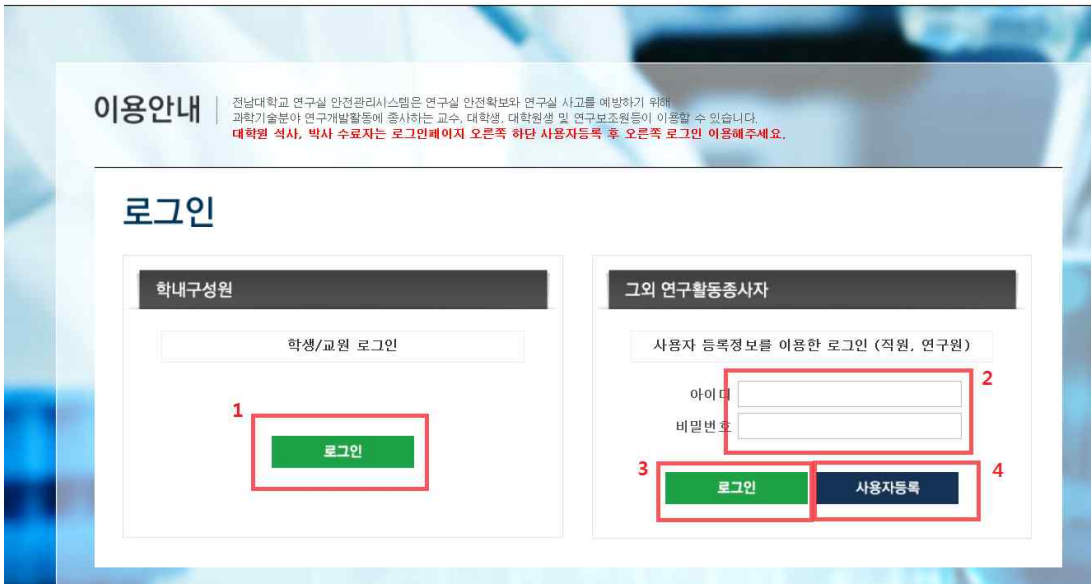 이용안내
전남대학교 연구실 안전관리시스템은 연구실 안전확보와 연구실 사고를 예방하기 위해
과학기술분야 연구개발활동에 종사하는 교수, 대학생, 대학원생 및 연구보조원등이 이용할 수 있습니다.
대학원 석사, 박사 수료자는 로그인페이지 오른쪽 하단 사용자등록 후 오른쪽 로그인 이용해주세요.
로그인
학내구성원
학생/교원 로그인
1
로그인
그외 연구활동종사자
사용자 등록정보를 이용한 로그인 (직원, 연구원)
2
아이디
비밀번호
3
로그인
사용자등록
4